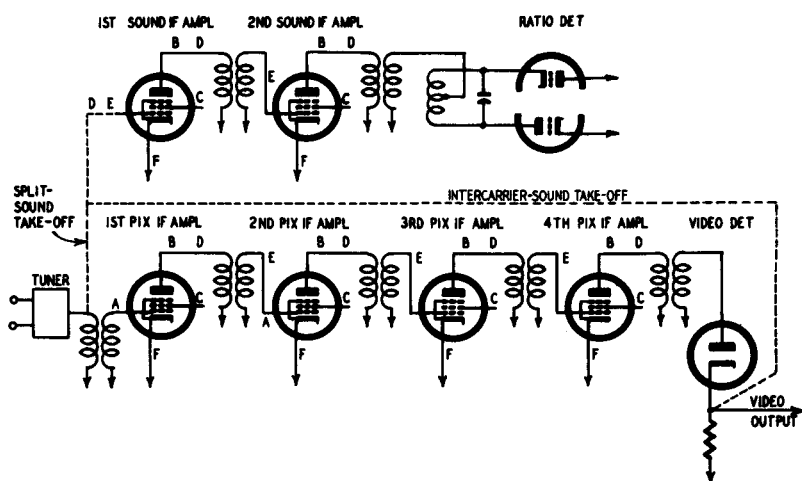 1ST SOUND IF AMPL
2ND SOUND IF AMPL
RATIO DET
B D
B D
E
C
C
D E
F
F
SPLIT-
SOUND
TAKE-OFF
INTERCARRIER-SOUND TAKE-OFF
1ST PIX IF AMPL
2ND PIX IF AMPL
3RD PIX IF AMPL
4TH PIX IF AMPL
VIDEO DET
B D
B D
B D
B D
E
E
E
TUNER
A
C
C
C
C
A
F
F
F
F
VIDEO
OUTPUT